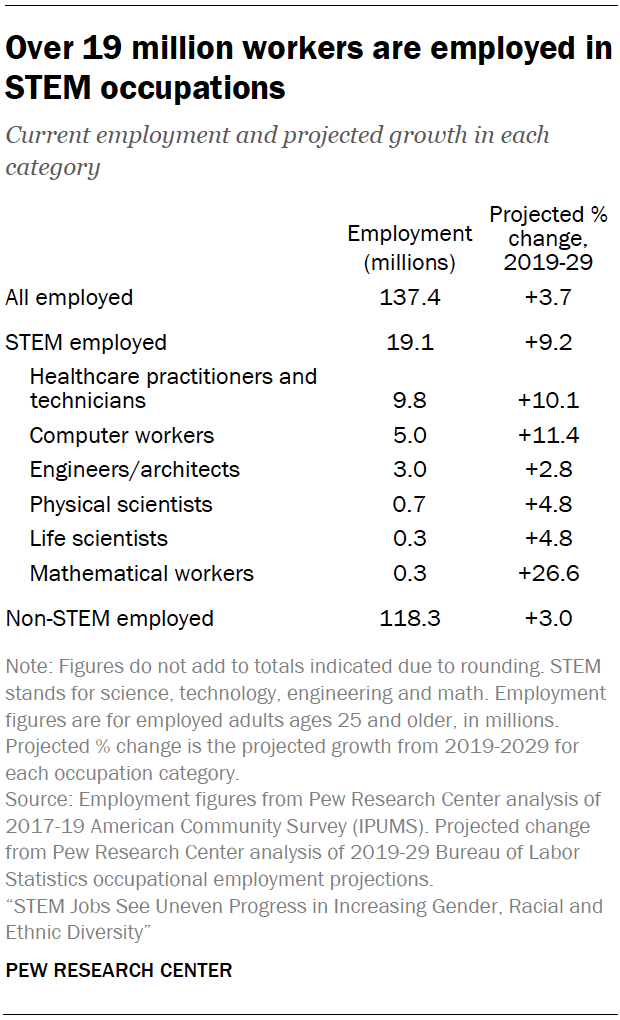 Over 19 million workers are employed in
STEM occupations
Current employment and projected growth in each
category
Employment
(millions)
Projected %
change,
2019-29
All employed 137.4 +3.7
STEM employed 19.1 +9.2
Healthcare practitioners and
technicians 9.8 +10.1
Computer workers 5.0 +11.4
Engineers/architects 3.0 +2.8
Physical scientists 0.7 +4.8
Life scientists 0.3 +4.8
Mathematical workers 0.3 +26.6
Non-STEM employed 118.3 +3.0
Note: Figures do not add to totals indicated due to rounding. STEM
stands for science, technology, engineering and math. Employment
figures are for employed adults ages 25 and older, in millions.
Projected % change is the projected growth from 2019-2029 for
each occupation category.
Source: Employment figures from Pew Research Center analysis of
2017-19 American Community Survey (IPUMS). Projected change
from Pew Research Center analysis of 2019-29 Bureau of Labor
Statistics occupational employment projections.
“STEM Jobs See Uneven Progress in Increasing Gender, Racial and
Ethnic Diversity”
PEW RESEARCH CENTER